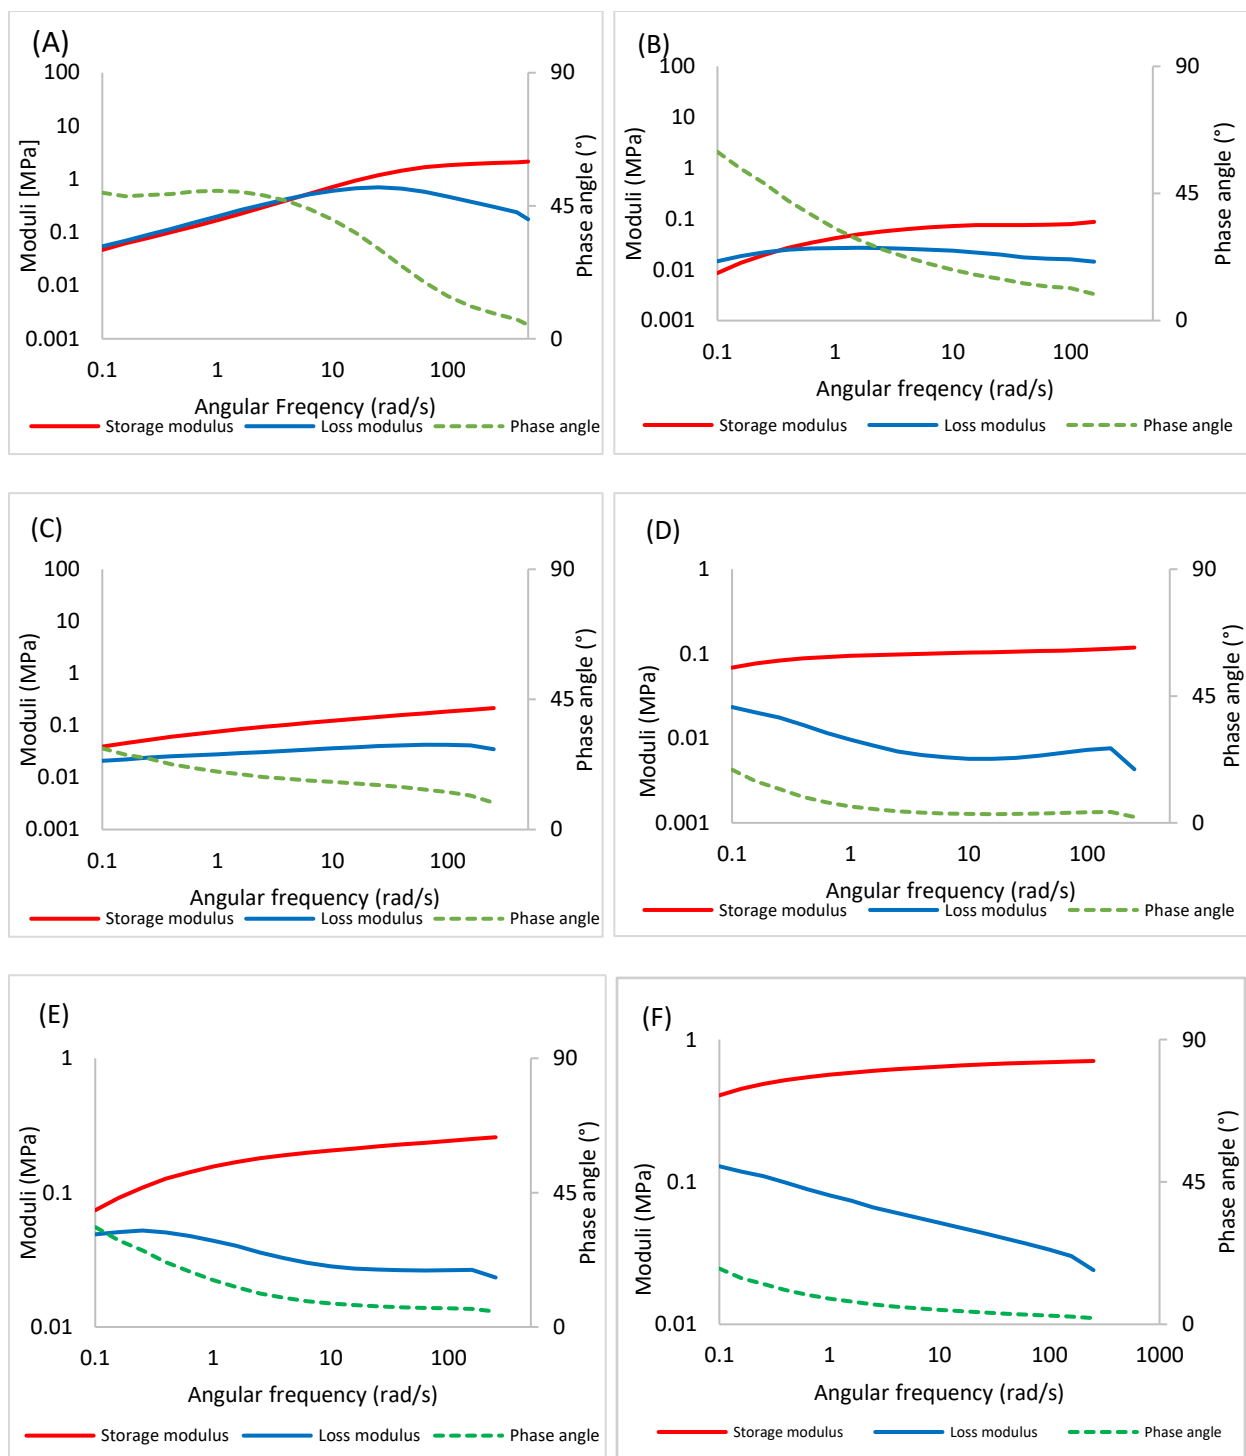 (A)
100
10
1
0.1
0.01
0.001
Moduli [MPa]
90
45
0
Phase angle (°)
0.1 1 10 100
Angular Freqency (rad/s)
Storage modulus Loss modulus Phase angle
(B)
100
10
1
0.1
0.01
0.001
Moduli (MPa)
90
45
0
Phase angle (°)
0.1 1 10 100
Angular freqency (rad/s)
Storage modulus Loss modulus Phase angle
(C)
100
10
1
0.1
0.01
0.001
Moduli (MPa)
90
45
0
Phase angle (°)
0.1 1 10 100
Angular frequency (rad/s)
Storage modulus Loss modulus Phase angle
(D)
1
0.1
0.01
0.001
Moduli (MPa)
90
45
0
Phase angle (°)
0.1 1 10 100
Angular frequency (rad/s)
Storage modulus Loss modulus Phase angle
(E)
1
0.1
0.01
Moduli (MPa)
90
45
0
Phase angle (°)
0.1 1 10 100
Angular frequency (rad/s)
Storage modulus Loss modulus Phase angle
(F)
1
0.1
0.01
Moduli (MPa)
90
45
0
Phase angle (°)
0.1 1 10 100 1000
Angular frequency (rad/s)
Storage modulus Loss modulus Phase angle